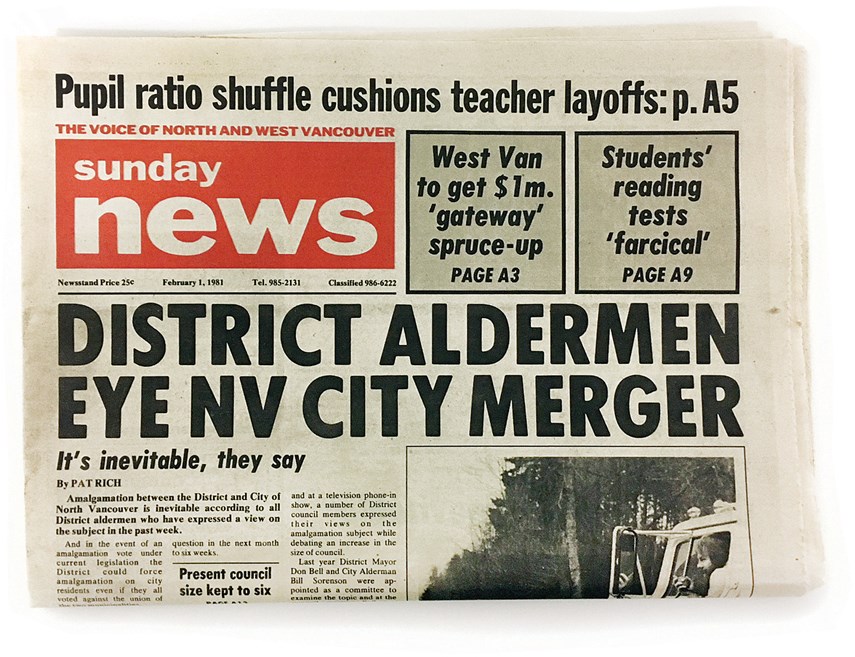 Pupil ratio shuffle cushions teacher layoffs: p. A5
THE VOICE OF NORTH AND WEST VANCOUVER
sunday
news
Newsstand Price 25¢ February 1, 1981 Tel. 985-2131 Classified 986-6222
West Van
to get $1m.
'gateway'
spruce-up
PAGE A3
Students'
reading
tests
'farcical'
PAGE A9
DISTRICT ALDERMEN
EYE NV CITY MERGER
It's inevitable, they say
By PAT RICH
Amalgamation between the District and City of
North Vancouver is inevitable according to all
District aldermen who have expressed a view on
the subject in the past week.
And in the event of an
amalgamation vote under
current legislation the
District could force
amalgamation on city
residents even if they all
voted against the union of
question in the next month
to six weeks.
Present council
size kept to six
and at a television phone-in
show, a number of District
council members expressed
their views on the
amalgamation subject while
debating an increase in the
size of council.
Last year District Mayor
Don Bell and City Alderman
Bill Sorenson were ap-
pointed as a committee to
examine the topic and at the